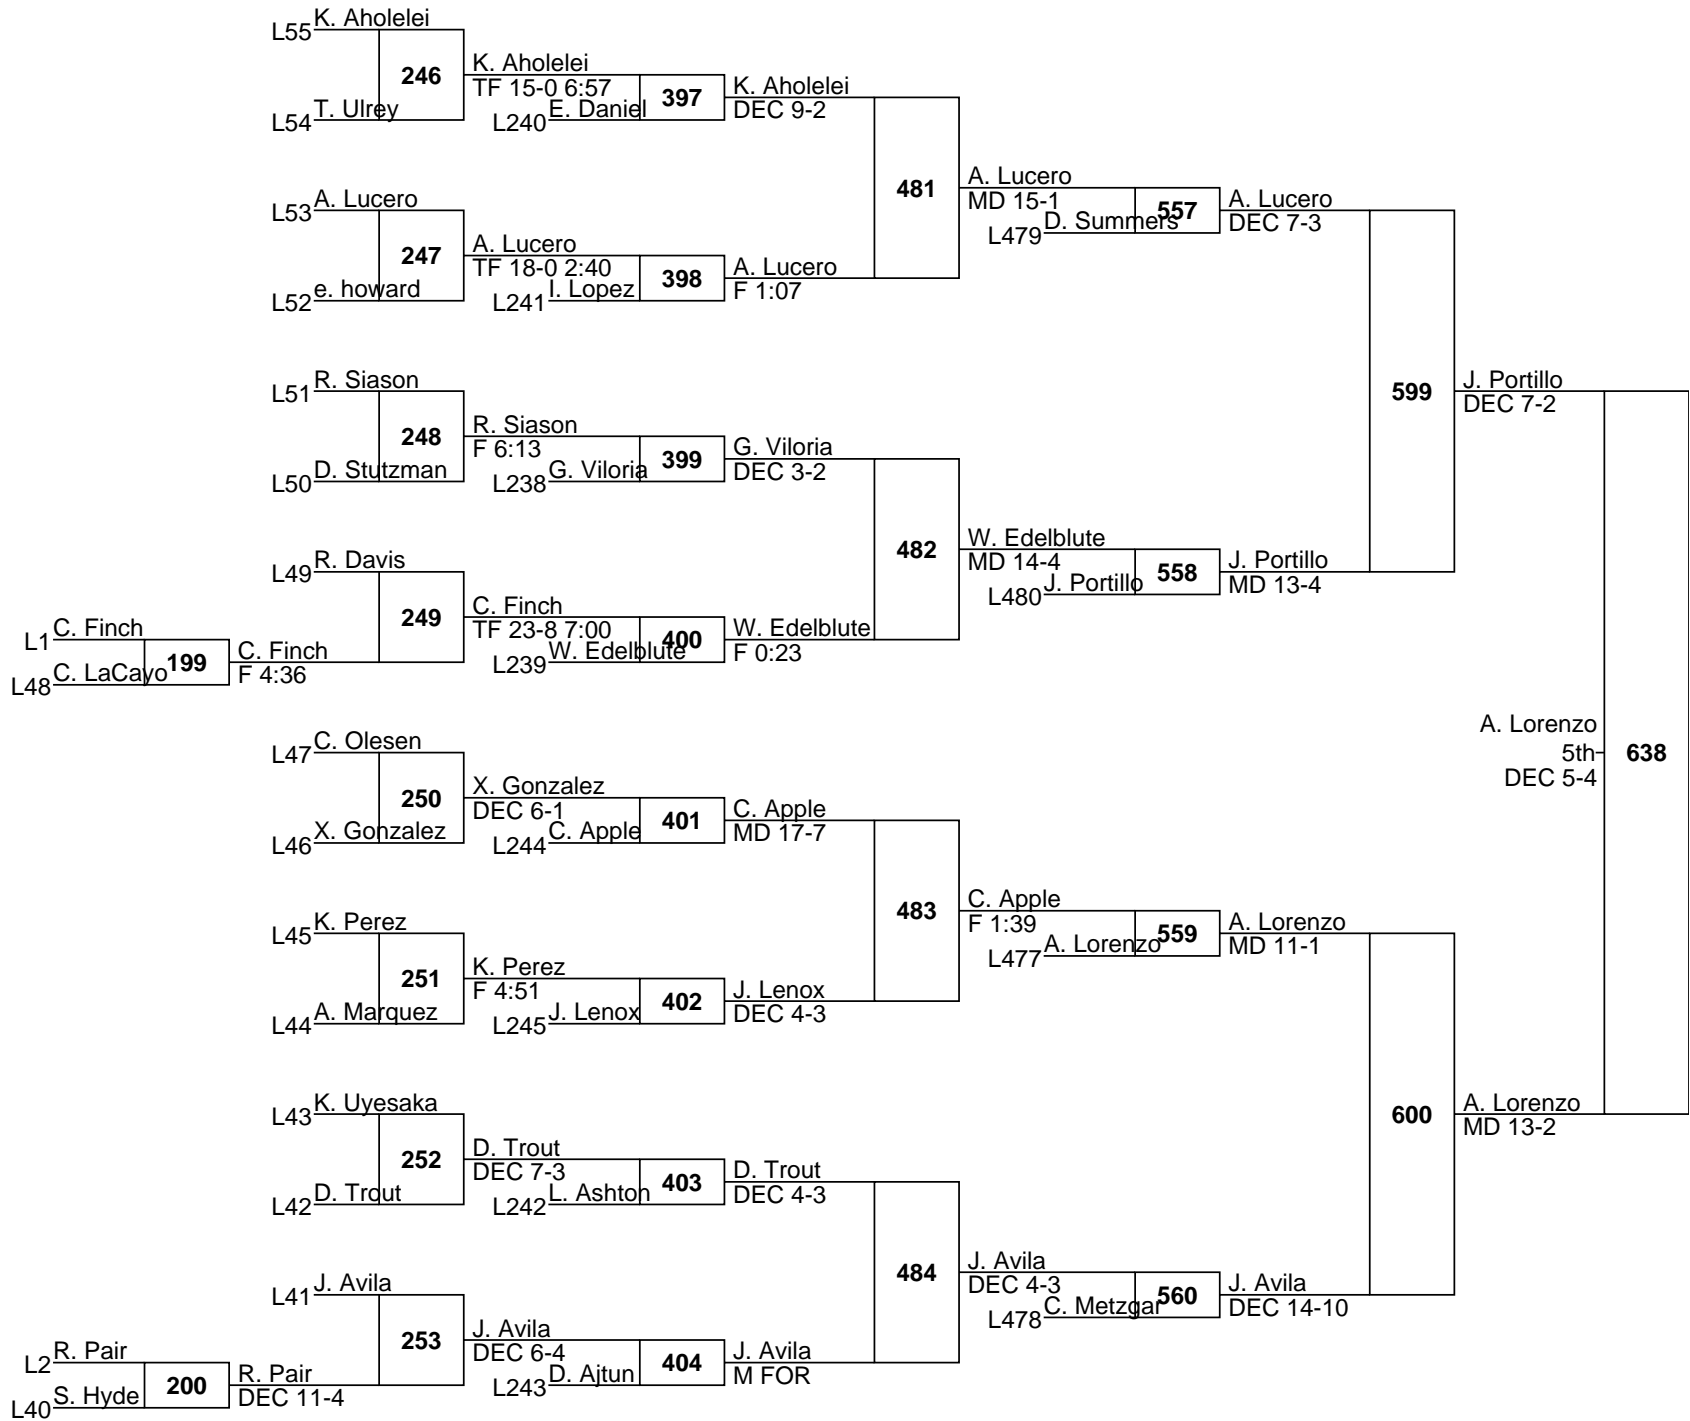 K. Aholelei
L55
246
K. Aholelei
TF 15-0 6:57
T. Ulrey
L54
397
K. Aholelei
DEC 9-2
E. Daniel
L240
481
A. Lucero
MD 15-1
A. Lucero
L53
247
A. Lucero
TF 18-0 2:40
e. howard
L52
398
A. Lucero
F 1:07
I. Lopez
L241
557
A. Lucero
DEC 7-3
D. Summers
L479
599
J. Portillo
DEC 7-2
R. Siason
L51
248
R. Siason
F 6:13
D. Stutzman
L50
399
G. Viloria
DEC 3-2
G. Viloria
L238
482
W. Edelblute
MD 14-4
R. Davis
L49
249
C. Finch
TF 23-8 7:00
C. Finch
L1
199
C. Finch
F 4:36
C. LaCayo
L48
400
W. Edelblute
F 0:23
W. Edelblute
L239
558
J. Portillo
MD 13-4
J. Portillo
L480
A. Lorenzo
5th
DEC 5-4
638
C. Olesen
L47
250
X. Gonzalez
DEC 6-1
X. Gonzalez
L46
401
C. Apple
MD 17-7
C. Apple
L244
483
C. Apple
F 1:39
K. Perez
L45
251
K. Perez
F 4:51
A. Marquez
L44
402
J. Lenox
DEC 4-3
J. Lenox
L245
559
A. Lorenzo
MD 11-1
A. Lorenzo
L477
600
A. Lorenzo
MD 13-2
K. Uyesaka
L43
252
D. Trout
DEC 7-3
D. Trout
L42
403
D. Trout
DEC 4-3
L. Ashton
L242
484
J. Avila
DEC 4-3
J. Avila
L41
253
J. Avila
DEC 6-4
R. Pair
L2
200
R. Pair
DEC 11-4
S. Hyde
L40
404
J. Avila
M FOR
D. Ajtun
L243
560
J. Avila
DEC 14-10
C. Metzgar
L478